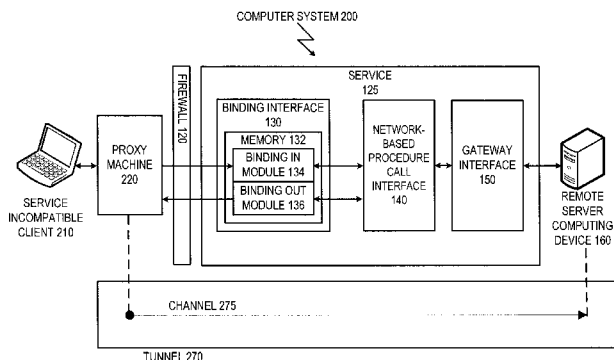 COMPUTER SYSTEM 200
FIREWALL 120
SERVICE
125
BINDING INTERFACE
130
MEMORY 132
BINDING IN
MODULE 134
BINDING OUT
MODULE 136
NETWORK-
BASED
PROCEDURE
CALL
INTERFACE
140
GATEWAY
INTERFACE
150
PROXY
MACHINE
220
SERVICE
INCOMPATIBLE
CLIENT 210
REMOTE
SERVER
COMPUTING
DEVICE 160
CHANNEL 275
TUNNEL 270